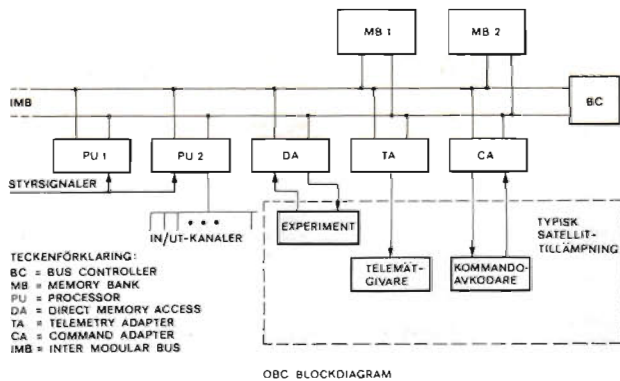 MB 1
MB 2
IMB
BC
PU 1
PU 2
DA
TA
CA
STYRSIGNALER
IN/UT-KANALER
EXPERIMENT
TYPISK
SATELLIT-
TILLÄMPNING
TELEMÄT-
GIVARE
KOMMANDO-
AVKODARE
TECKENFÖRKLARING:
BC = BUS CONTROLLER
MB = MEMORY BANK
PU = PROCESSOR
DA = DIRECT MEMORY ACCESS
TA = TELEMETRY ADAPTER
CA = COMMAND ADAPTER
IMB = INTER MODULAR BUS
OBC BLOCKDIAGRAM